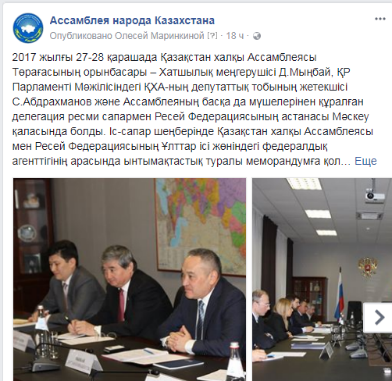 Ассамблея народа Казахстана
Опубликовано Олесей Маринкиной [?] · 18 ч ·
2017 жылғы 27-28 қарашада Қазақстан халқы Ассамблеясы
Төрағасының орынбасары – Хатшылық меңгерушісі Д.Мыңбай, ҚР
Парламенті Мәжілісіндегі ҚХА-ның депутаттық тобының жетекшісі
С.Абдрахманов және Ассамблеяның басқа да мүшелерінен құралған
делегация ресми сапармен Ресей Федерациясының астанасы Мәскеу
қаласында болды. Іс-сапар шеңберінде Қазақстан халқы Ассамблеясы
мен Ресей Федерациясының Ұлттар ісі жөніндегі федералдық
агенттігінің арасында ынтымақтастық туралы меморандумға қол... Еще